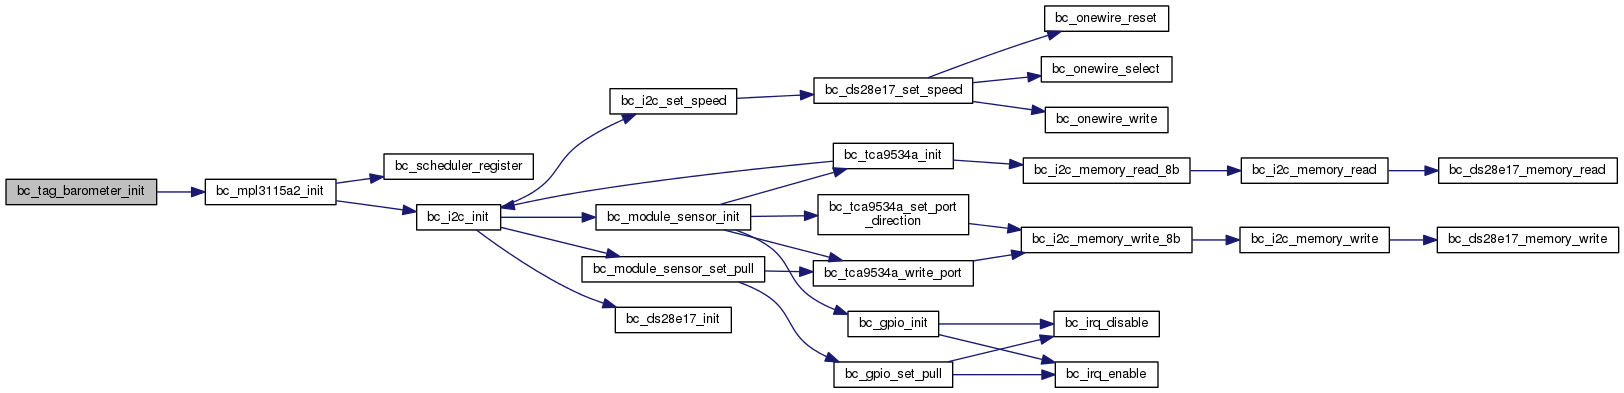 bc_tag_barometer_init
bc_mpl3115a2_init
bc_scheduler_register
bc_i2c_init
bc_i2c_set_speed
bc_ds28e17_set_speed
bc_onewire_reset
bc_onewire_select
bc_onewire_write
bc_module_sensor_init
bc_tca9534a_init
bc_i2c_memory_read_8b
bc_i2c_memory_read
bc_ds28e17_memory_read
bc_tca9534a_set_port
_direction
bc_i2c_memory_write_8b
bc_i2c_memory_write
bc_ds28e17_memory_write
bc_tca9534a_write_port
bc_module_sensor_set_pull
bc_ds28e17_init
bc_gpio_init
bc_irq_disable
bc_gpio_set_pull
bc_irq_enable